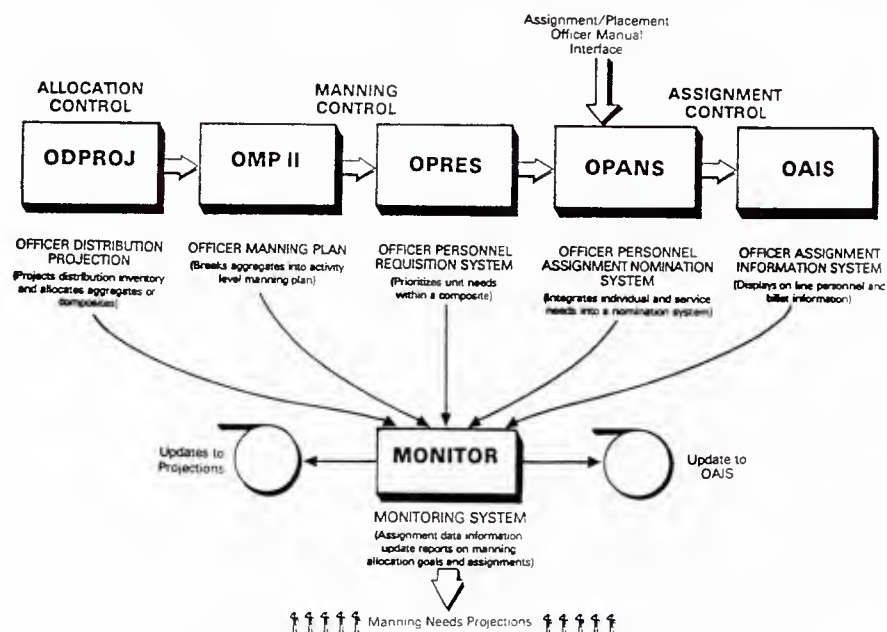 Assignment/Placement
Officer Manual
Interface
ALLOCATION
CONTROL
MANNING
CONTROL
ASSIGNMENT
CONTROL
ODPROJ
OMP II
OPRES
OPANS
OAIS
OFFICER DISTRIBUTION
PROJECTION
(Projects distribution inventory
and allocates aggregates or
composites)
OFFICER MANNING PLAN
(Breaks aggregates into activity
level manning plan)
OFFICER PERSONNEL
REQUISITION SYSTEM
(Prioritizes unit needs
within a composite)
OFFICER PERSONNEL
ASSIGNMENT NOMINATION
SYSTEM
(Integrates individual and service
needs into a nomination system)
OFFICER ASSIGNMENT
INFORMATION SYSTEM
(Displays on line personnel and
billet information)
Updates to
Projections
MONITOR
Update to
OAIS
MONITORING SYSTEM
(Assignment data information
update reports on manning
allocation goals and assignments)
Manning Needs Projections